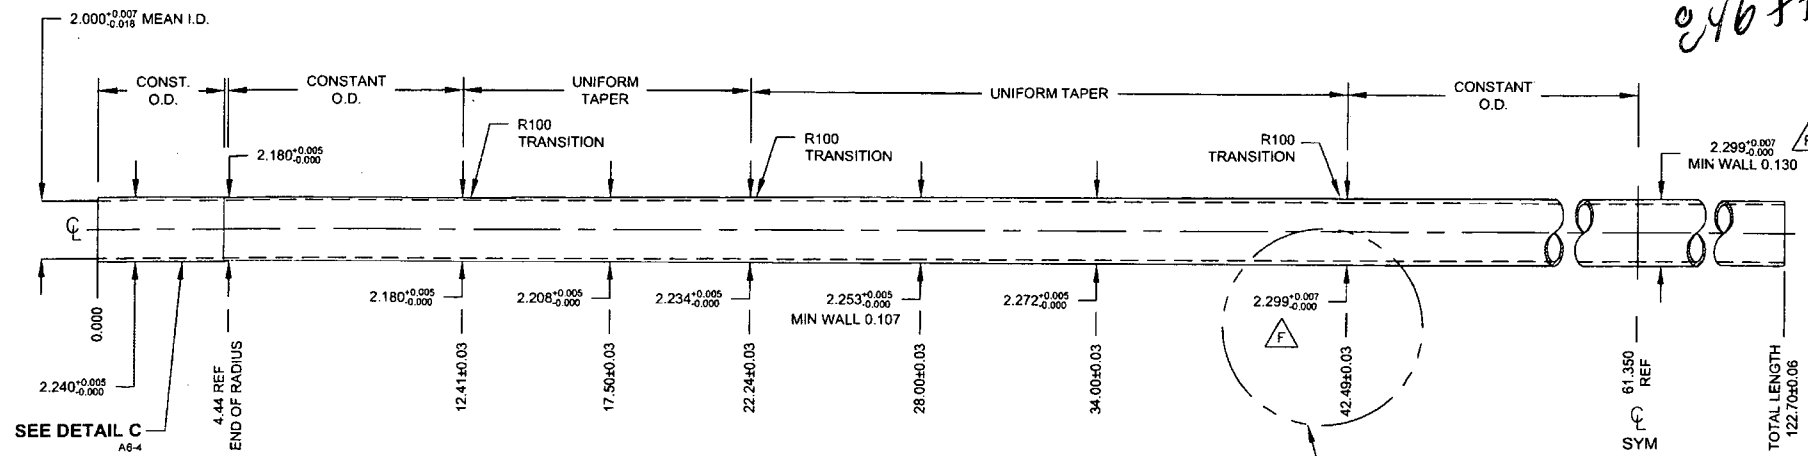 2.000 +0.007 -0.018 MEAN I.D.
CONST.
O.D.
CONSTANT
O.D.
UNIFORM
TAPER
UNIFORM TAPER
CONSTANT
O.D.
R100
TRANSITION
R100
TRANSITION
R100
TRANSITION
2.180 +0.005 -0.000
2.299 +0.007 -0.000
MIN WALL 0.130
℄
2.180 +0.005 -0.000
2.208 +0.005 -0.000
2.234 +0.005 -0.000
2.253 +0.005 -0.000
MIN WALL 0.107
2.272 +0.005 -0.000
2.299 +0.007 -0.000
F
0.000
2.240 +0.005 -0.000
SEE DETAIL C
A6-4
4.44 REF
END OF RADIUS
12.41±0.03
17.50±0.03
22.24±0.03
28.00±0.03
34.00±0.03
42.49±0.03
61.350
REF
℄
SYM
TOTAL LENGTH
122.70±0.06